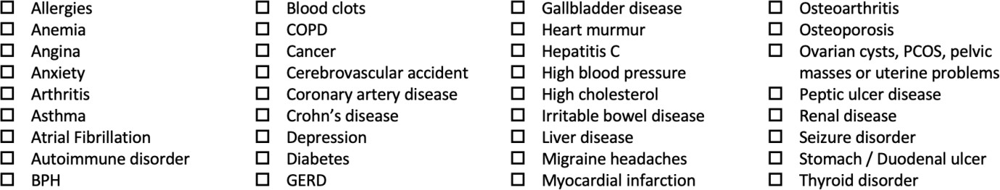 ☐ Allergies
☐ Anemia
☐ Angina
☐ Anxiety
☐ Arthritis
☐ Asthma
☐ Atrial Fibrillation
☐ Autoimmune disorder
☐ BPH
☐ Blood clots
☐ COPD
☐ Cancer
☐ Cerebrovascular accident
☐ Coronary artery disease
☐ Crohn’s disease
☐ Depression
☐ Diabetes
☐ GERD
☐ Gallbladder disease
☐ Heart murmur
☐ Hepatitis C
☐ High blood pressure
☐ High cholesterol
☐ Irritable bowel disease
☐ Liver disease
☐ Migraine headaches
☐ Myocardial infarction
☐ Osteoarthritis
☐ Osteoporosis
☐ Ovarian cysts, PCOS, pelvic
masses or uterine problems
☐ Peptic ulcer disease
☐ Renal disease
☐ Seizure disorder
☐ Stomach / Duodenal ulcer
☐ Thyroid disorder